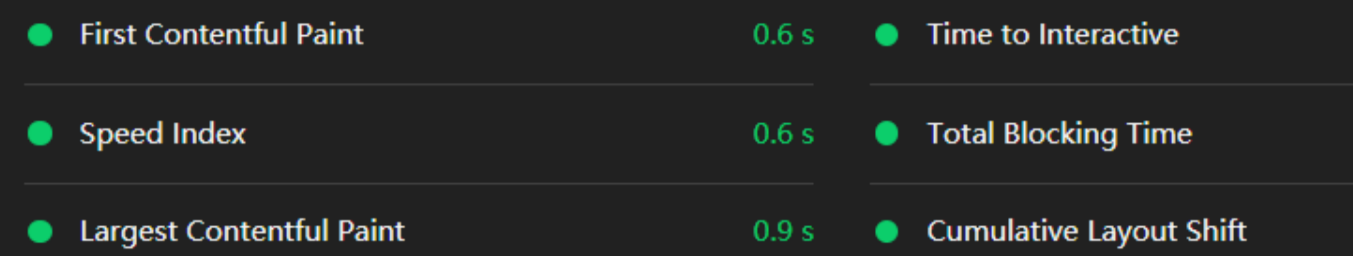 First Contentful Paint 0.6 s
Time to Interactive
Speed Index 0.6 s
Total Blocking Time
Largest Contentful Paint 0.9 s
Cumulative Layout Shift